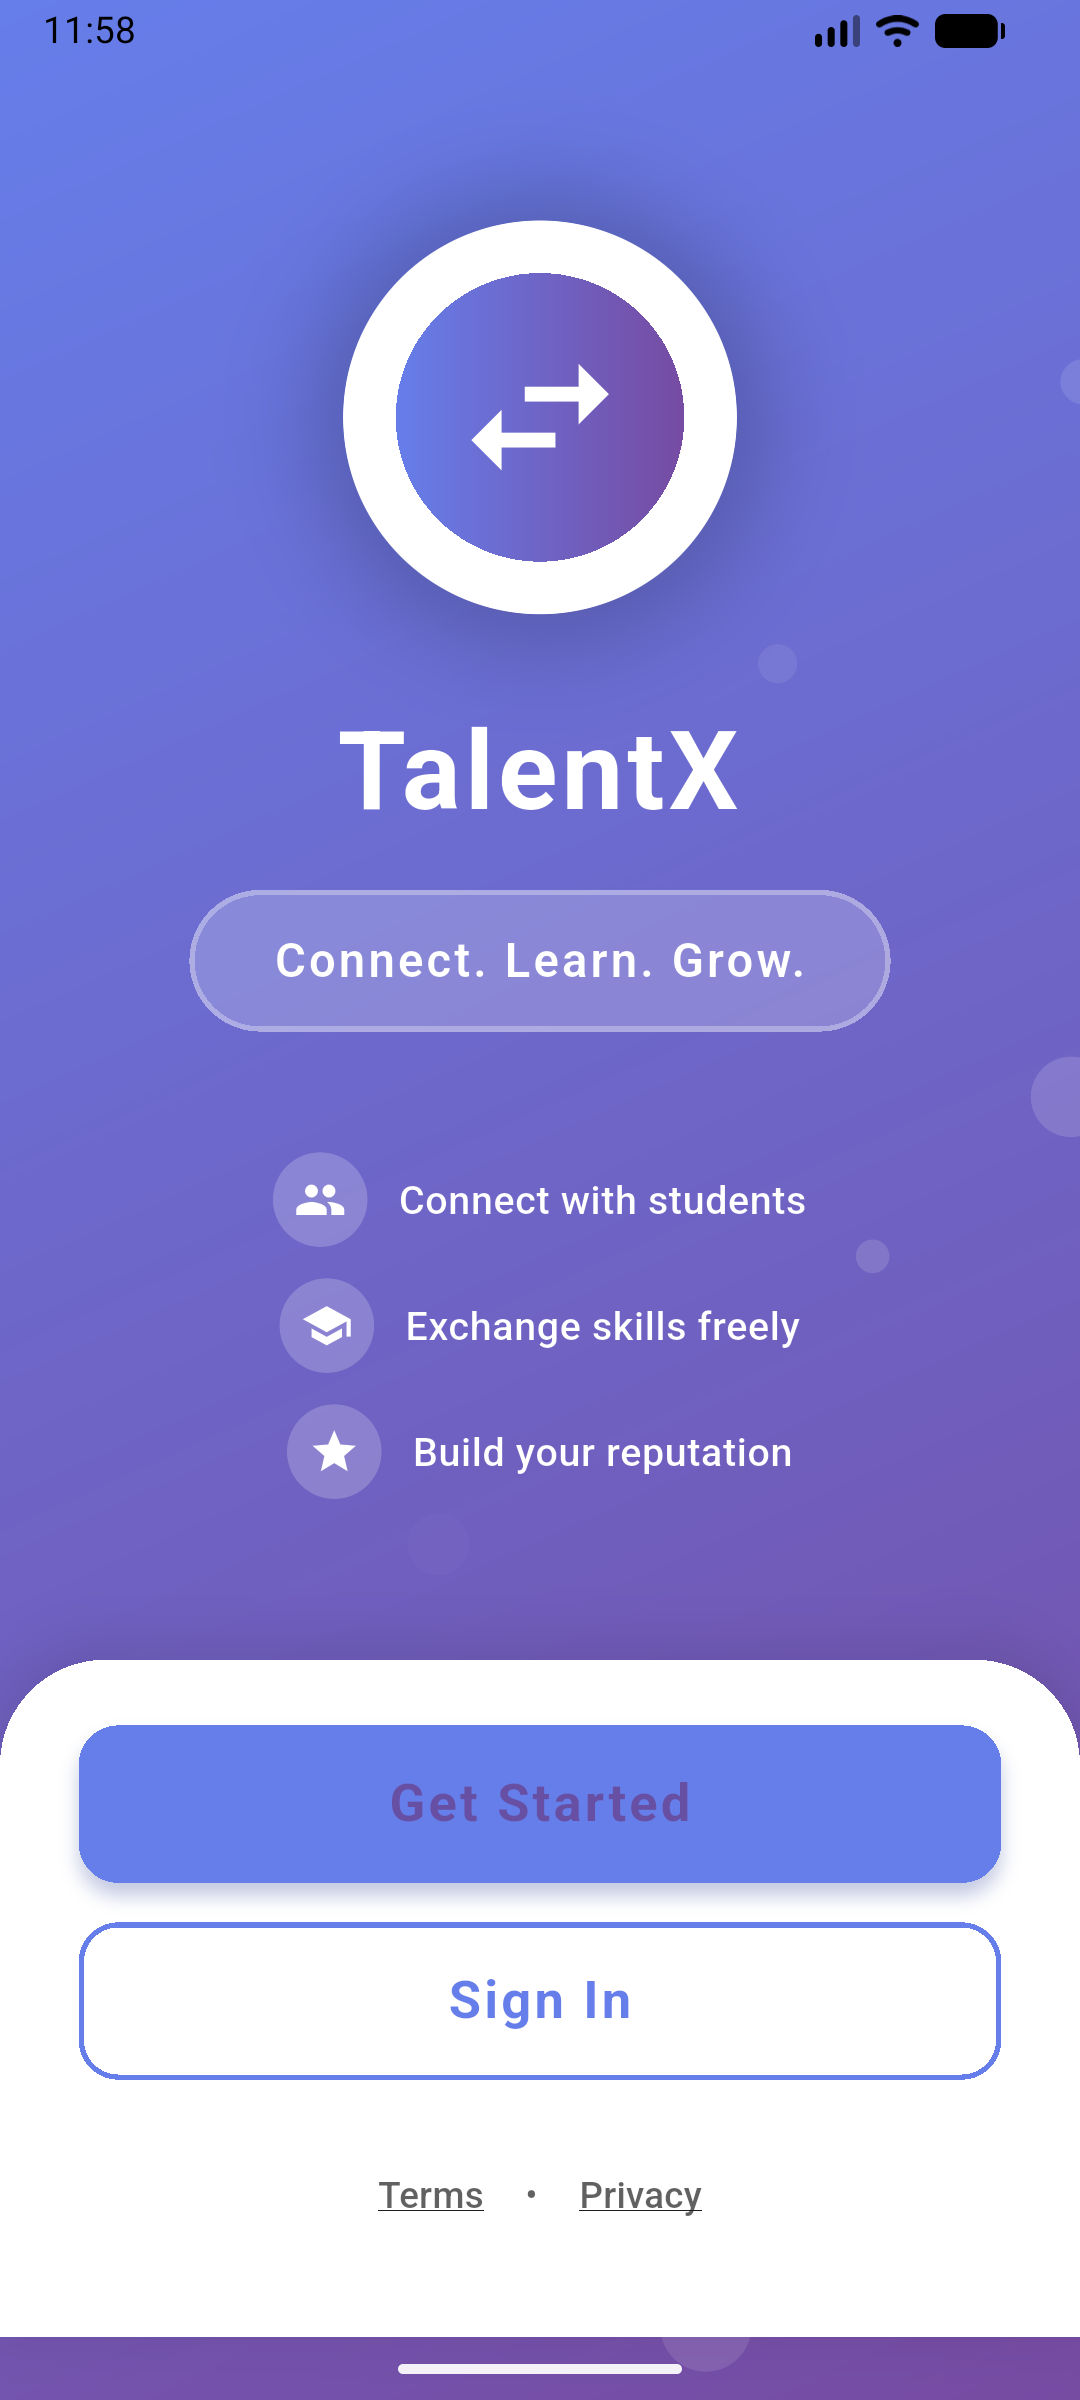 11:58
TalentX
Connect. Learn. Grow.
Connect with students
Exchange skills freely
Build your reputation
Get Started
Sign In
Terms • Privacy